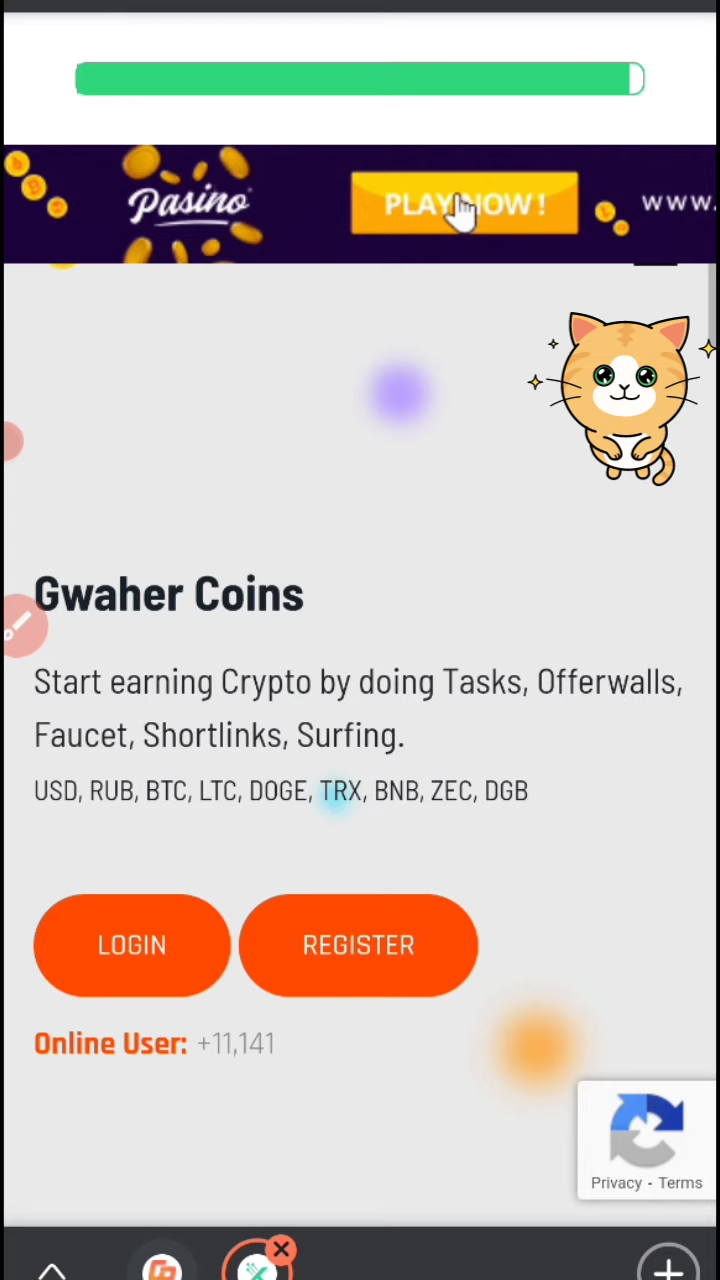 Pasino
PLAY NOW !
WWW.
Gwaher Coins
Start earning Crypto by doing Tasks, Offerwalls,
Faucet, Shortlinks, Surfing.
USD, RUB, BTC, LTC, DOGE, TRX, BNB, ZEC, DGB
LOGIN
REGISTER
Online User: +11,141
Privacy - Terms